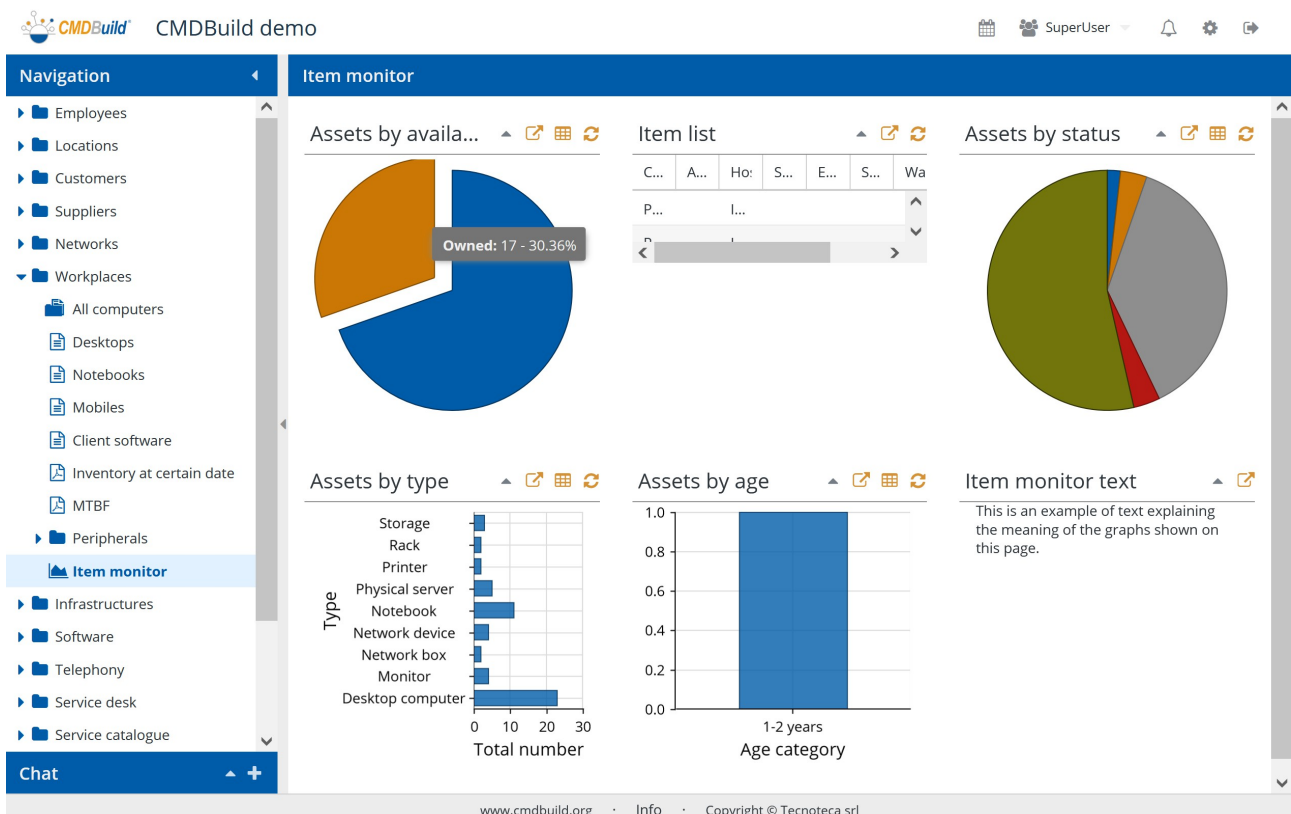 CMDBuild CMDBuild demo
SuperUser
Navigation
Employees
Locations
Customers
Suppliers
Networks
Workplaces
All computers
Desktops
Notebooks
Mobiles
Client software
Inventory at certain date
MTBF
Peripherals
Item monitor
Infrastructures
Software
Telephony
Service desk
Service catalogue
Chat
Item monitor
Assets by availa...
Owned: 17 - 30.36%
Item list
C... A... Ho S... E... S... Wa
P... I...
Assets by status
Assets by type
Type
Storage
Rack
Printer
Physical server
Notebook
Network device
Network box
Monitor
Desktop computer
0 10 20 30
Total number
Assets by age
1.0
0.8
0.6
0.4
0.2
0.0
1-2 years
Age category
Item monitor text
This is an example of text explaining
the meaning of the graphs shown on
this page.
www.cmdbuild.org · Info · Copyright © Tecnoteca srl